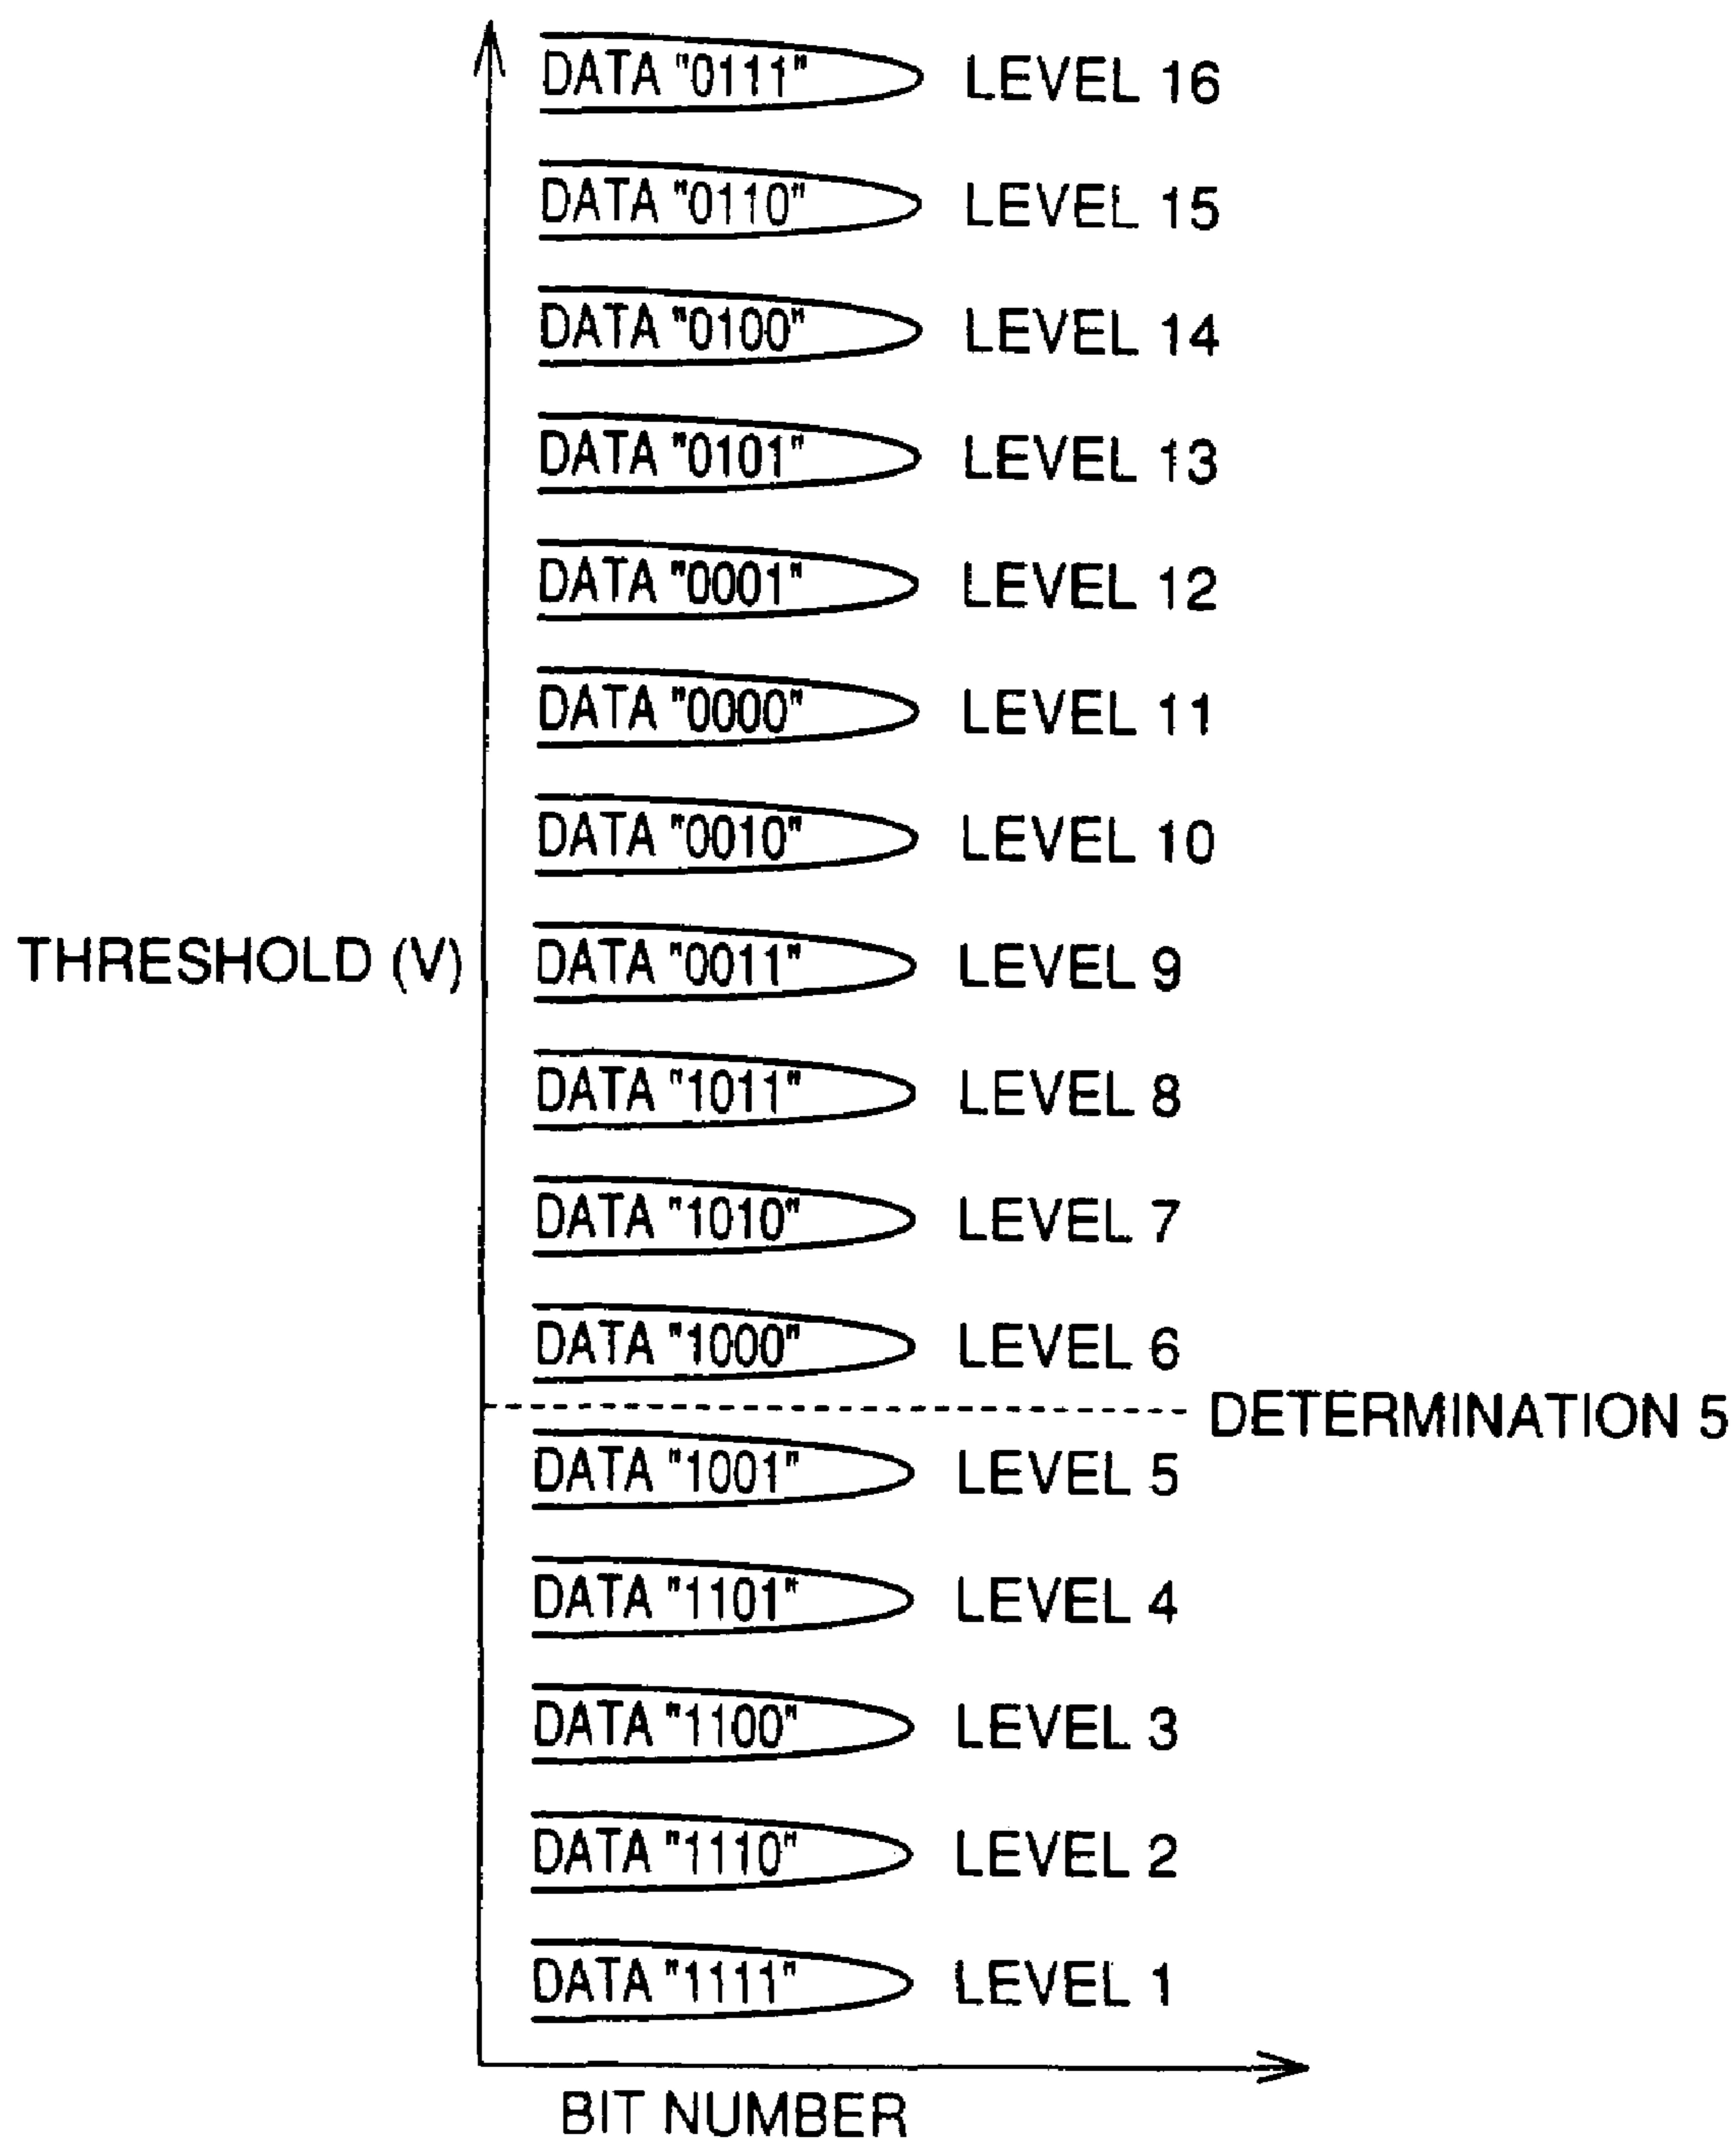 DATA "0111" LEVEL 16
DATA "0110" LEVEL 15
DATA "0100" LEVEL 14
DATA "0101" LEVEL 13
DATA "0001" LEVEL 12
DATA "0000" LEVEL 11
DATA "0010" LEVEL 10
THRESHOLD (V) DATA "0011" LEVEL 9
DATA "1011" LEVEL 8
DATA "1010" LEVEL 7
DATA "1000" LEVEL 6
DETERMINATION 5
DATA "1001" LEVEL 5
DATA "1101" LEVEL 4
DATA "1100" LEVEL 3
DATA "1110" LEVEL 2
DATA "1111" LEVEL 1
BIT NUMBER